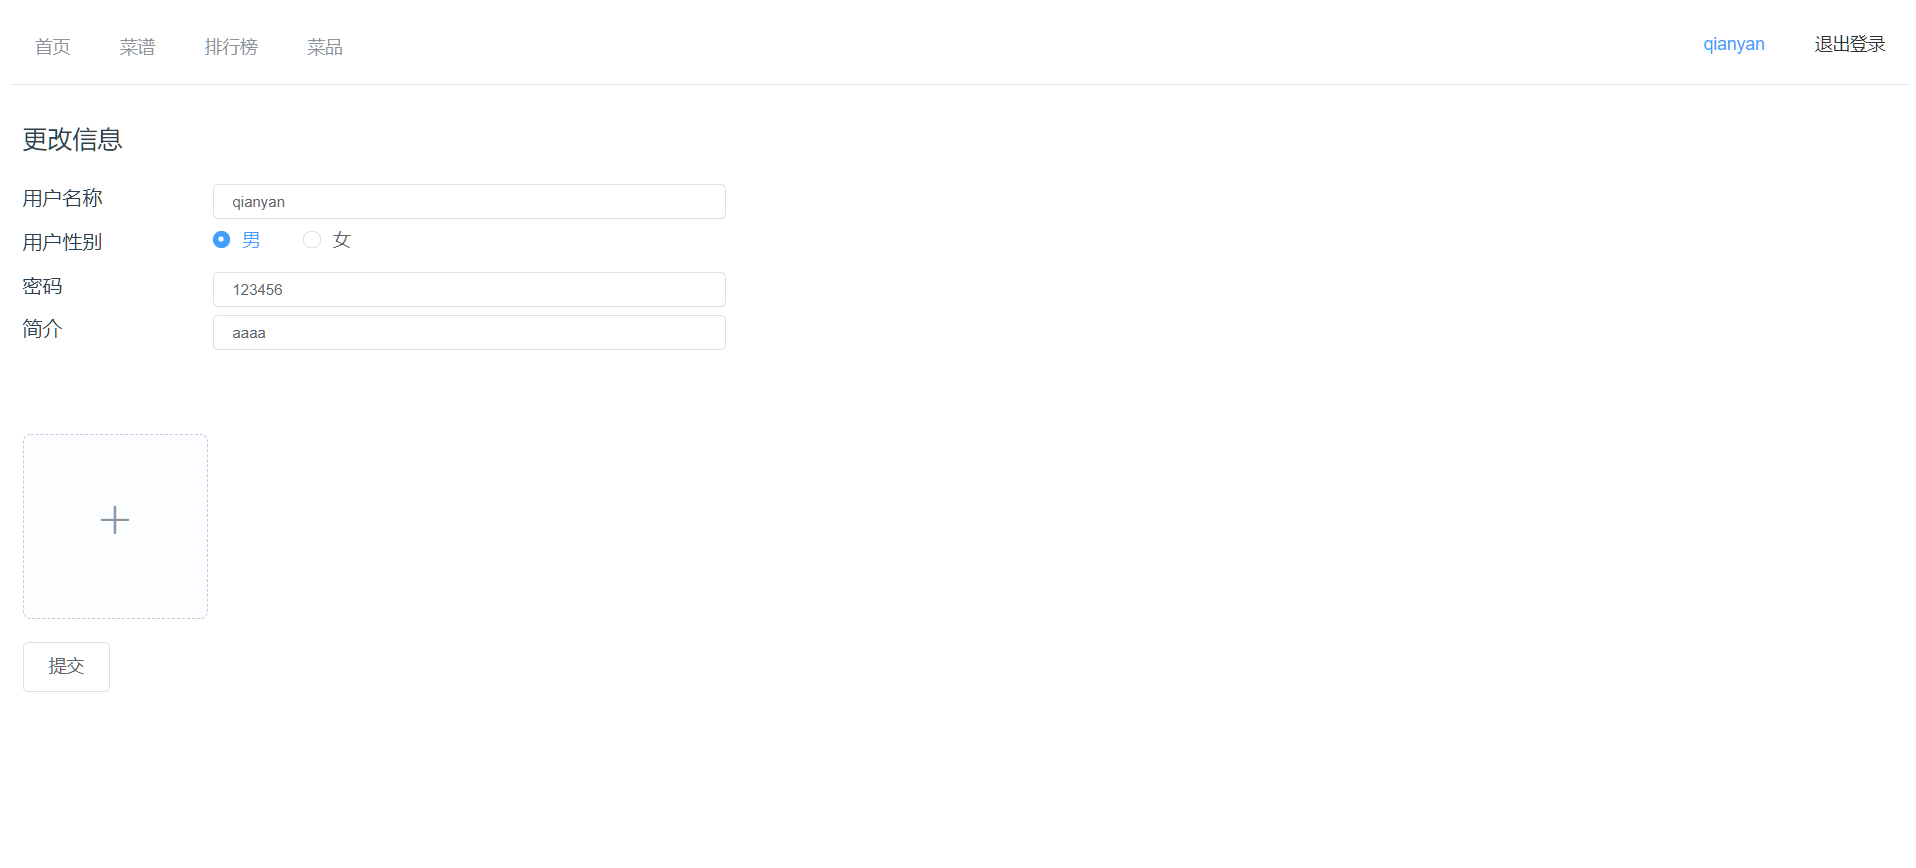 首页 菜谱 排行榜 菜品 qianyan 退出登录
更改信息
用户名称 qianyan
用户性别 男 女
密码 123456
简介 aaaa
提交